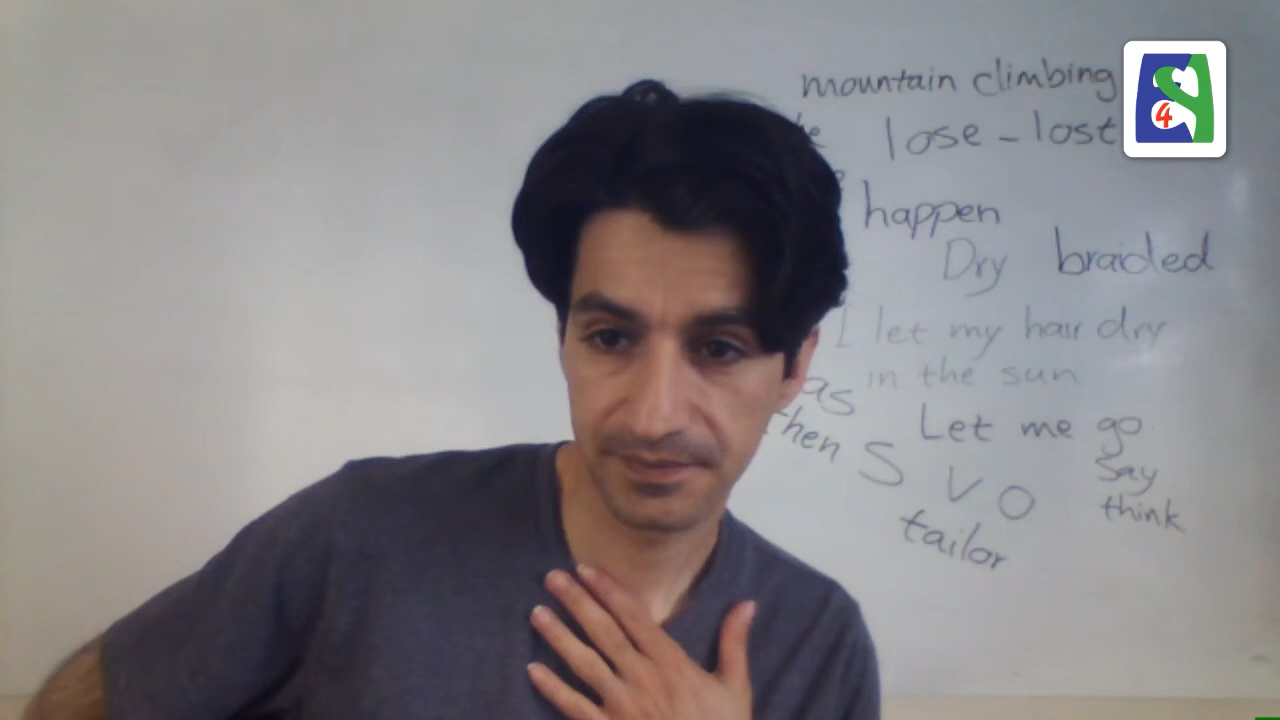 mountain climbing
lose - lost
happen
Dry braided
I let my hair dry
as in the sun
then Let me go
S V O say
think
tailor
4